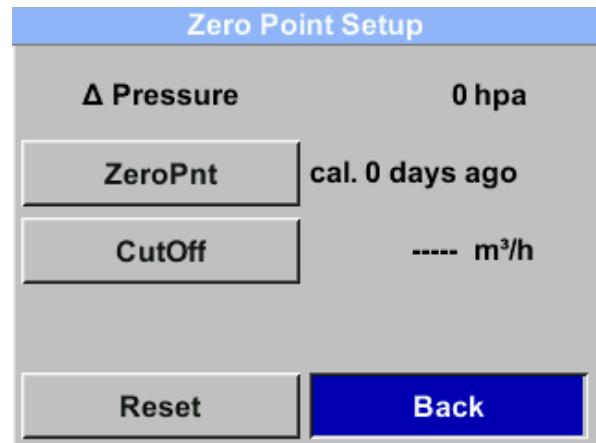 Zero Point Setup
Δ Pressure 0 hpa
ZeroPnt cal. 0 days ago
CutOff ----- m³/h
Reset Back